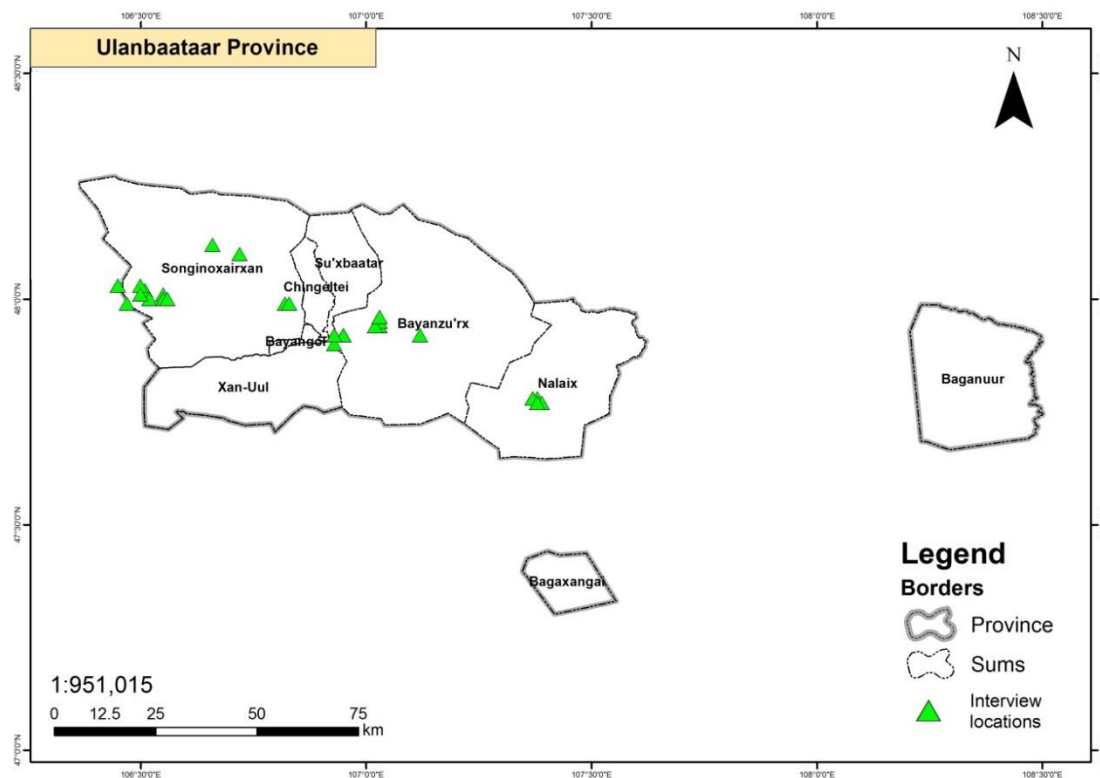 106°30'0"E 107°0'0"E 107°30'0"E 108°0'0"E 108°30'0"E
Ulanbaataar Province
N
48°30'0"N
Su'xbaatar
Songinoxairxan
Chingeltei
48°0'0"N
Bayanzu'rx
Bayangol
Xan-Uul
Nalaix
Baganuur
47°30'0"N
Legend
Borders
Bagaxangai
Province
Sums
Interview
locations
1:951,015
0 12.5 25 50 75
km
47°0'0"N
106°30'0"E 107°0'0"E 107°30'0"E 108°0'0"E 108°30'0"E